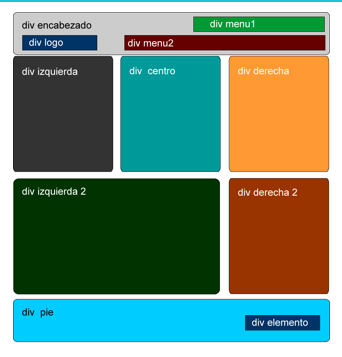 div encabezado
div menu1
div logo
div menu2
div izquierda
div centro
div derecha
div izquierda 2
div derecha 2
div pie
div elemento